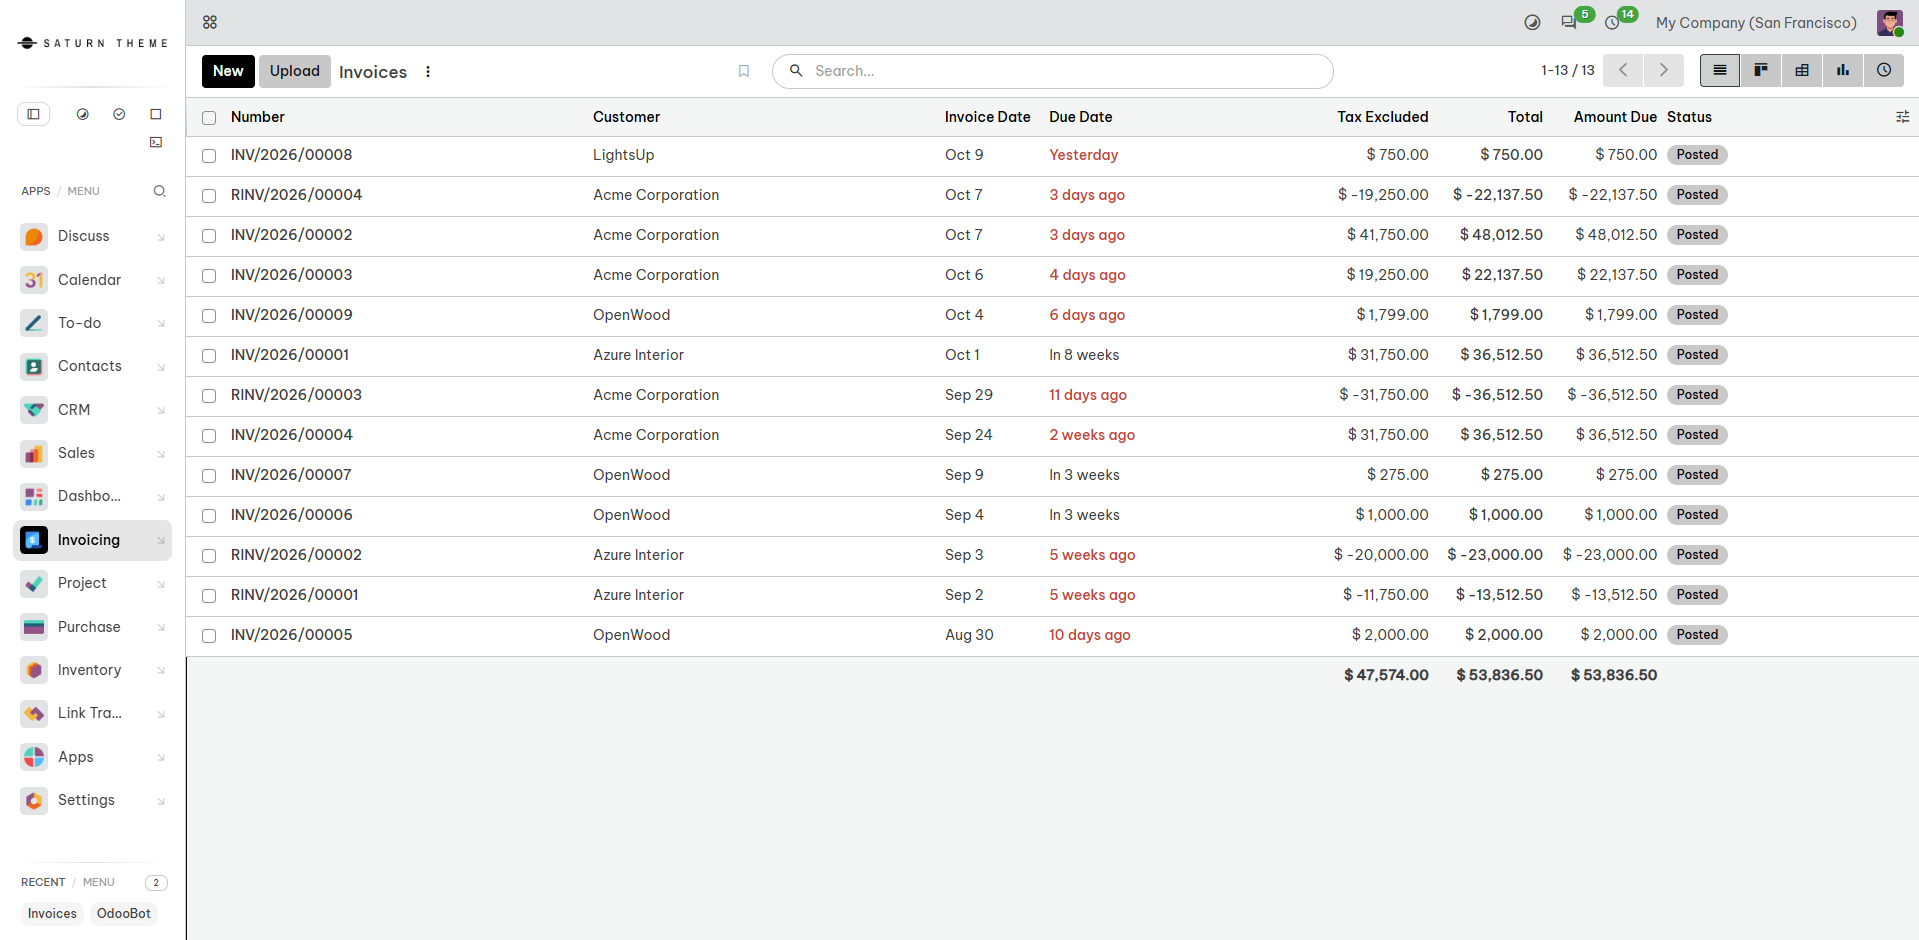 SATURN THEME
APPS / MENU
Discuss
31 Calendar
To-do
Contacts
CRM
Sales
Dashbo...
Invoicing
Project
Purchase
Inventory
Link Tra...
Apps
Settings
RECENT / MENU 2
Invoices OdooBot
5 14 My Company (San Francisco)
New Upload Invoices Search... 1-13 / 13
Number Customer Invoice Date Due Date Tax Excluded Total Amount Due Status
INV/2026/00008 LightsUp Oct 9 Yesterday $ 750.00 $ 750.00 $ 750.00 Posted
RINV/2026/00004 Acme Corporation Oct 7 3 days ago $ -19,250.00 $ -22,137.50 $ -22,137.50 Posted
INV/2026/00002 Acme Corporation Oct 7 3 days ago $ 41,750.00 $ 48,012.50 $ 48,012.50 Posted
INV/2026/00003 Acme Corporation Oct 6 4 days ago $ 19,250.00 $ 22,137.50 $ 22,137.50 Posted
INV/2026/00009 OpenWood Oct 4 6 days ago $ 1,799.00 $ 1,799.00 $ 1,799.00 Posted
INV/2026/00001 Azure Interior Oct 1 In 8 weeks $ 31,750.00 $ 36,512.50 $ 36,512.50 Posted
RINV/2026/00003 Acme Corporation Sep 29 11 days ago $ -31,750.00 $ -36,512.50 $ -36,512.50 Posted
INV/2026/00004 Acme Corporation Sep 24 2 weeks ago $ 31,750.00 $ 36,512.50 $ 36,512.50 Posted
INV/2026/00007 OpenWood Sep 9 In 3 weeks $ 275.00 $ 275.00 $ 275.00 Posted
INV/2026/00006 OpenWood Sep 4 In 3 weeks $ 1,000.00 $ 1,000.00 $ 1,000.00 Posted
RINV/2026/00002 Azure Interior Sep 3 5 weeks ago $ -20,000.00 $ -23,000.00 $ -23,000.00 Posted
RINV/2026/00001 Azure Interior Sep 2 5 weeks ago $ -11,750.00 $ -13,512.50 $ -13,512.50 Posted
INV/2026/00005 OpenWood Aug 30 10 days ago $ 2,000.00 $ 2,000.00 $ 2,000.00 Posted
$ 47,574.00 $ 53,836.50 $ 53,836.50